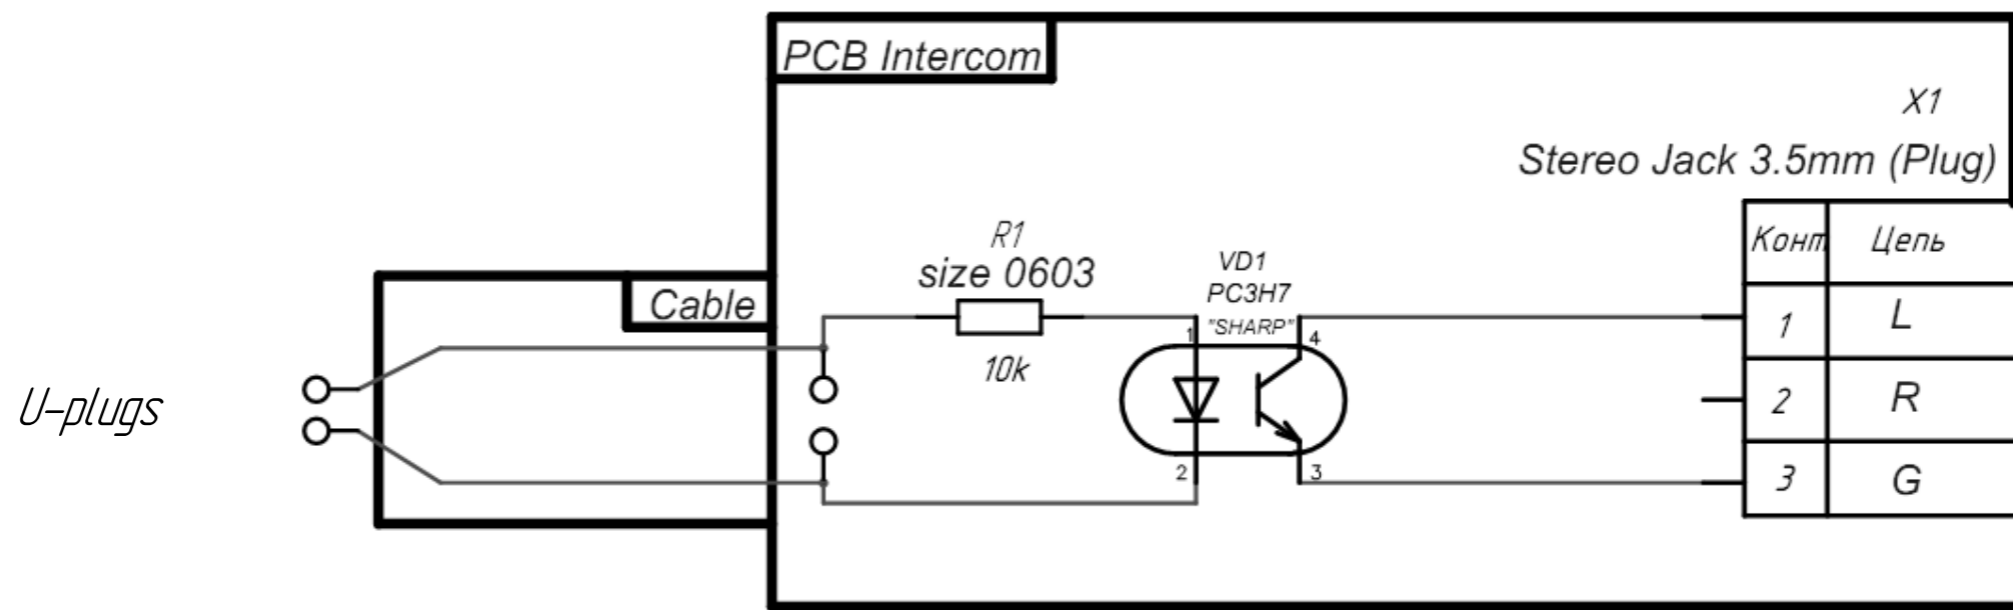 PCB Intercom
X1
Stereo Jack 3.5mm (Plug)
R1
size 0603
10k
VD1
PC3H7
"SHARP"
1
4
2
3
Cable
U-plugs
Конт Цепь
1 L
2 R
3 G